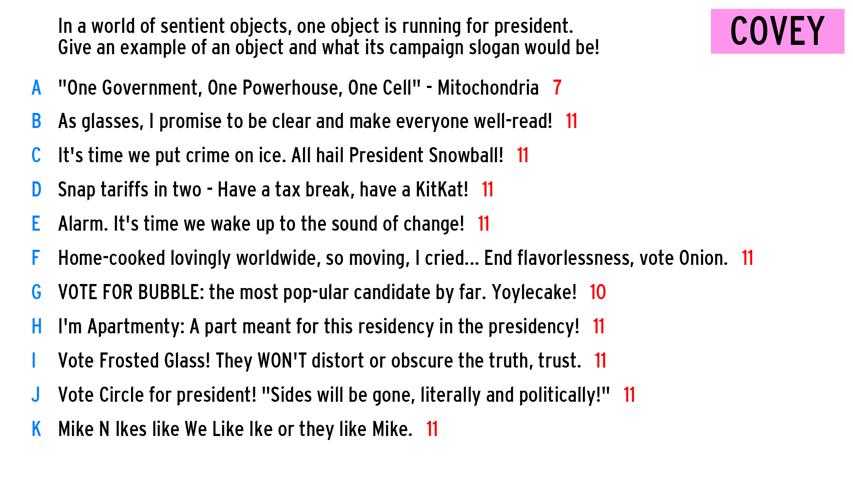 In a world of sentient objects, one object is running for president.
Give an example of an object and what its campaign slogan would be!
COVEY
A "One Government, One Powerhouse, One Cell" - Mitochondria 7
B As glasses, I promise to be clear and make everyone well-read! 11
C It's time we put crime on ice. All hail President Snowball! 11
D Snap tariffs in two - Have a tax break, have a KitKat! 11
E Alarm. It's time we wake up to the sound of change! 11
F Home-cooked lovingly worldwide, so moving, I cried... End flavorlessness, vote Onion. 11
G VOTE FOR BUBBLE: the most pop-ular candidate by far. Yoylecake! 10
H I'm Apartmenty: A part meant for this residency in the presidency! 11
I Vote Frosted Glass! They WON'T distort or obscure the truth, trust. 11
J Vote Circle for president! "Sides will be gone, literally and politically!" 11
K Mike N Ikes like We Like Ike or they like Mike. 11